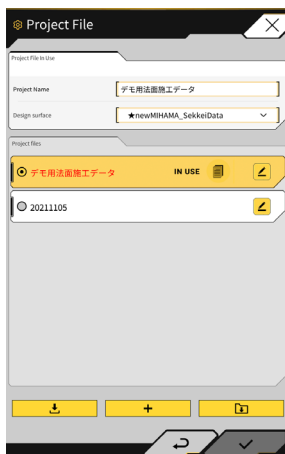 Project File
Project File In Use
Project Name デモ用法面施工データ
Design surface ★newMIHAMA_SekkeiData
Project files
デモ用法面施工データ IN USE
20211105